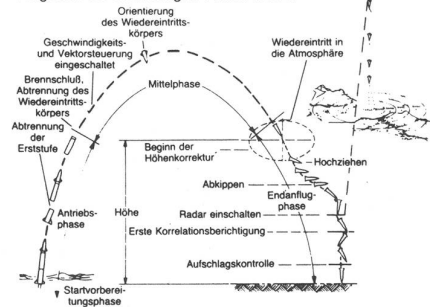 Orientierung
des Wiedereintritts-
körpers
Geschwindigkeits-
und Vektorsteuerung
eingeschaltet
Wiedereintritt in
die Atmosphäre
Brennschluß,
Abtrennung des
Wiedereintritts-
körpers
Mittelphase
Abtrennung
der
Erststufe
Beginn der
Höhenkorrektur
Hochziehen
Abkippen
Endanflug-
phase
Antriebs-
phase
Höhe
Radar einschalten
Erste Korrelationsberichtigung
Aufschlagskontrolle
Startvorberei-
tungsphase